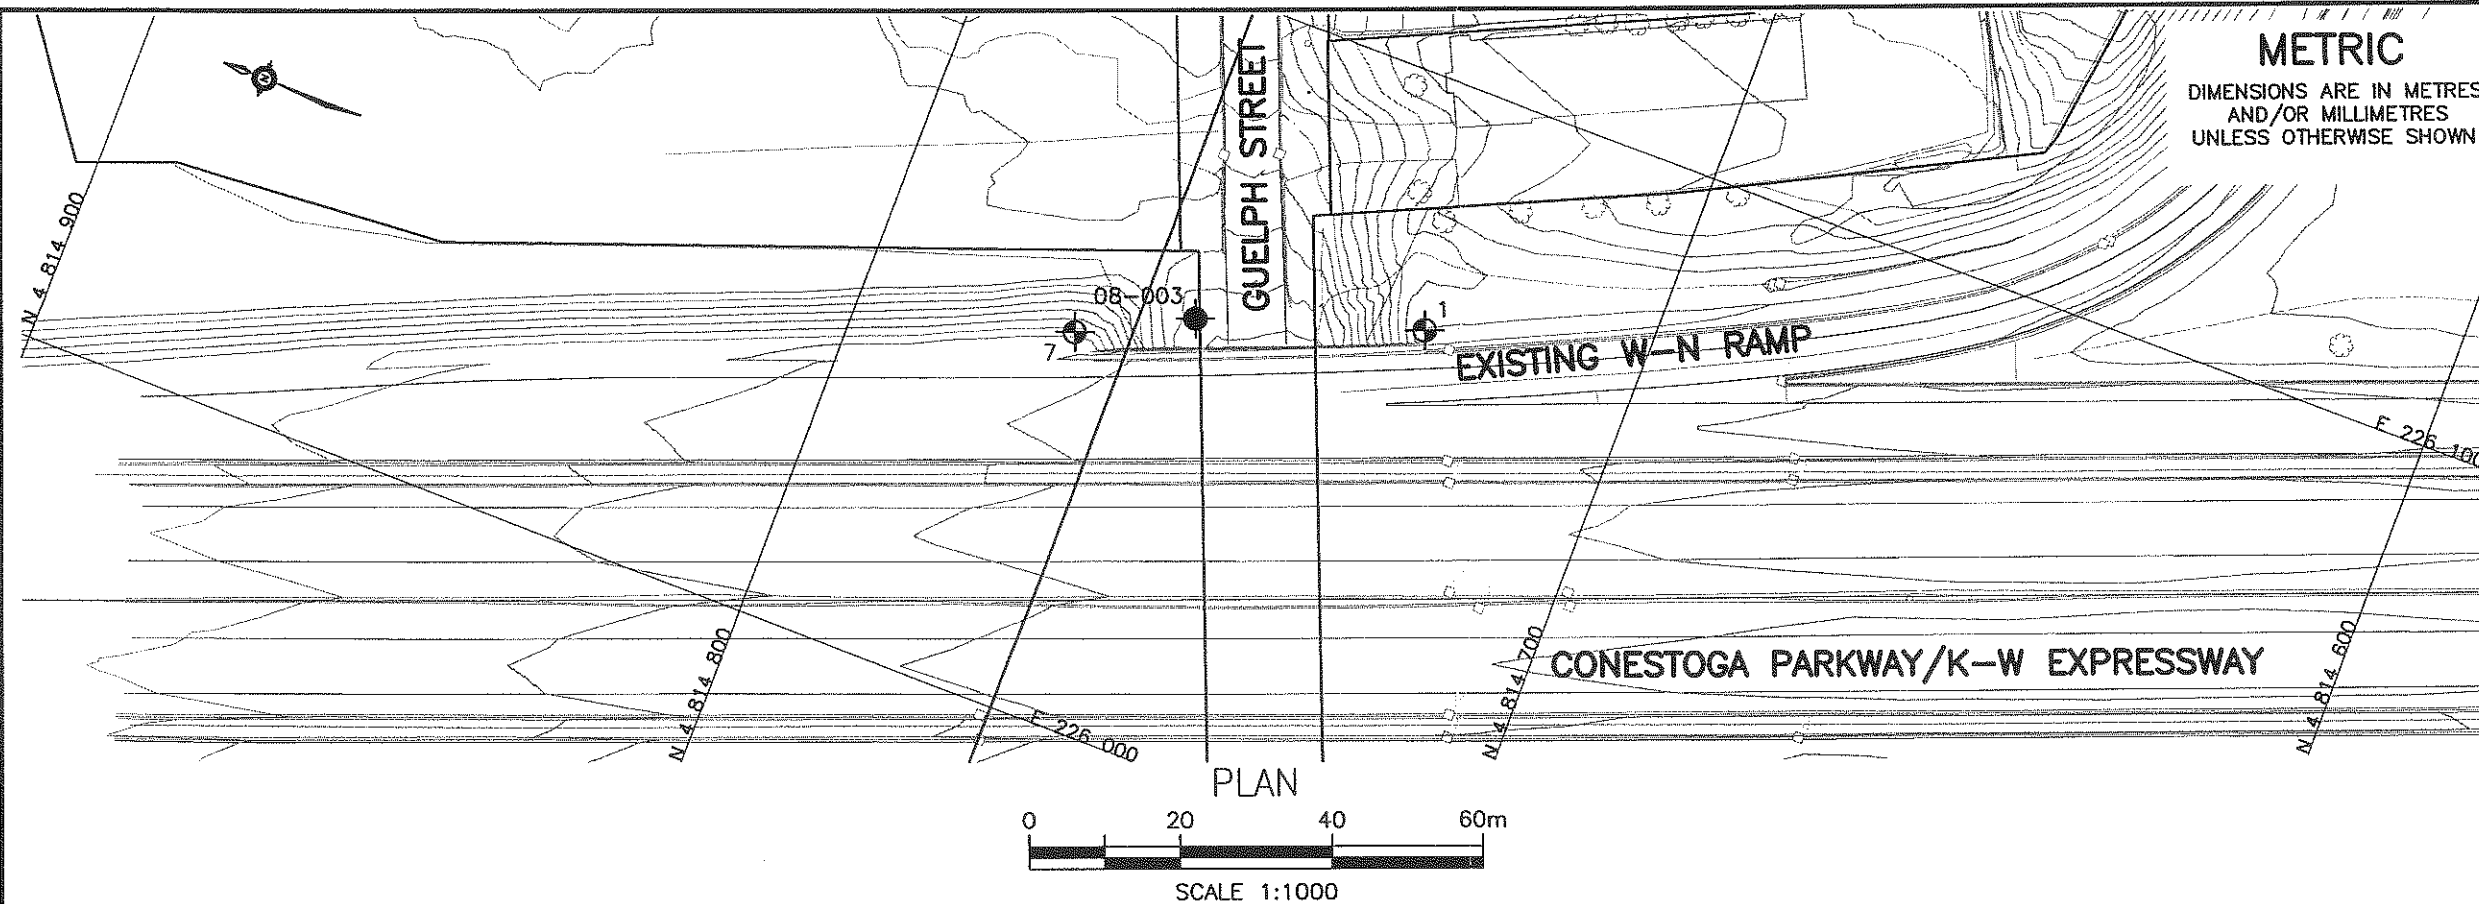 METRIC
DIMENSIONS ARE IN METRES
AND/OR MILLIMETRES
UNLESS OTHERWISE SHOWN
N
GUELPH STREET
N 4 814 900
08-003
7
1
EXISTING W-N RAMP
E 226 100
N 4 814 800
N 4 814 700
N 4 814 600
CONESTOGA PARKWAY/K-W EXPRESSWAY
E 226 000
PLAN
0 20 40 60m
SCALE 1:1000